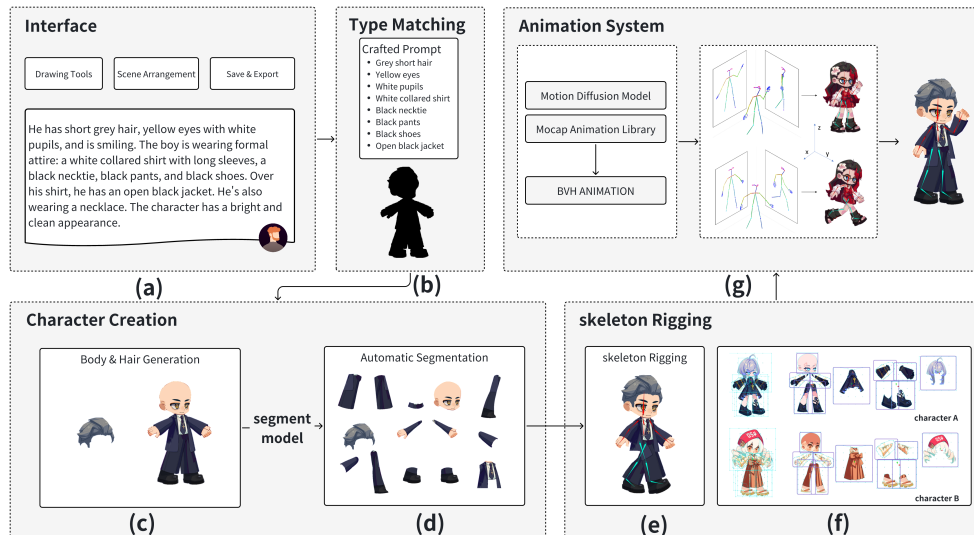 Interface
Drawing Tools
Scene Arrangement
Save & Export
He has short grey hair, yellow eyes with white
pupils, and is smiling. The boy is wearing formal
attire: a white collared shirt with long sleeves, a
black necktie, black pants, and black shoes. Over
his shirt, he has an open black jacket. He's also
wearing a necklace. The character has a bright and
clean appearance.
(a)
Type Matching
Crafted Prompt
• Grey short hair
• Yellow eyes
• White pupils
• White collared shirt
• Black necktie
• Black pants
• Black shoes
• Open black jacket
(b)
Animation System
Motion Diffusion Model
Mocap Animation Library
BVH ANIMATION
z
x
y
(g)
Character Creation
Body & Hair Generation
segment
model
Automatic Segmentation
(c)
(d)
skeleton Rigging
skeleton Rigging
character A
character B
(e)
(f)